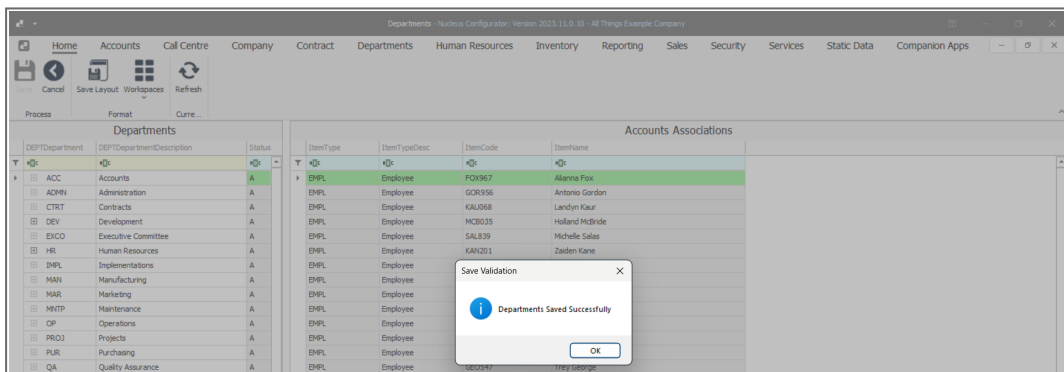 Departments - Nucleus Configurator: Version 2023.11.0.10 - All Things Example Company
Home Accounts Call Centre Company Contract Departments Human Resources Inventory Reporting Sales Security Services Static Data Companion Apps
Save Cancel Save Layout Workspaces Refresh
Process Format Curre...
Departments Accounts Associations
DEPTDepartment DEPTDepartmentDescription Status ItemType ItemTypeDesc ItemCode ItemName
ACC Accounts A EMPL Employee FOX967 Alianna Fox
ADMN Administration A EMPL Employee GOR956 Antonio Gordon
CTRT Contracts A EMPL Employee KAU068 Landyn Kaur
DEV Development A EMPL Employee MCB035 Holland McBride
EXCO Executive Committee A EMPL Employee SAL839 Michelle Salas
HR Human Resources A EMPL Employee KAN201 Zaiden Kane
IMPL Implementations A EMPL Employee
Save Validation
MAN Manufacturing A EMPL Employee
MAR Marketing A EMPL Employee
MNTP Maintenance A EMPL Employee
Departments Saved Successfully
OP Operations A EMPL Employee
PROJ Projects A EMPL Employee
PUR Purchasing A EMPL Employee
OK
QA Quality Assurance A EMPL Employee GEO547 Trey George